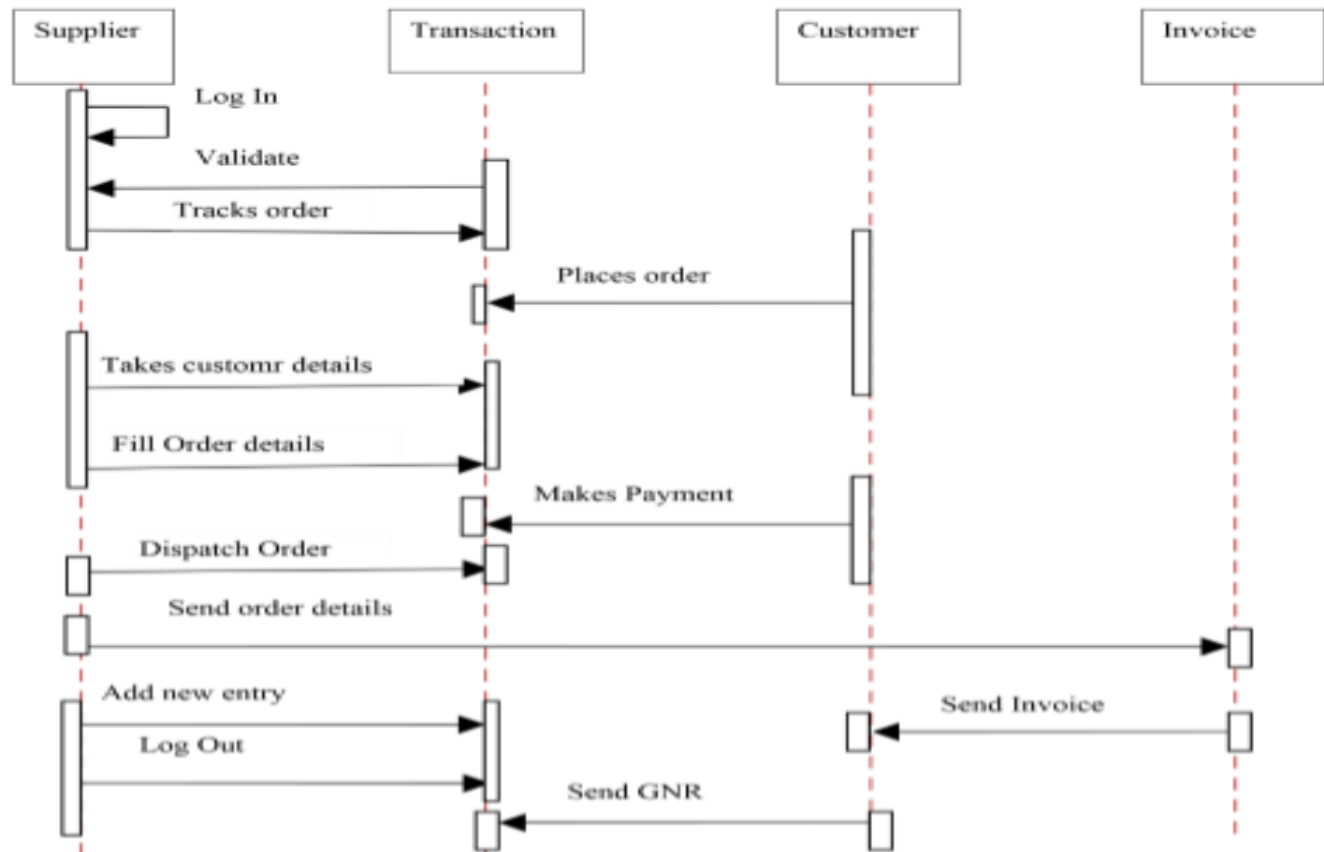 Supplier
Transaction
Customer
Invoice
Log In
Validate
Tracks order
Places order
Takes customr details
Fill Order details
Makes Payment
Dispatch Order
Send order details
Add new entry
Send Invoice
Log Out
Send GNR